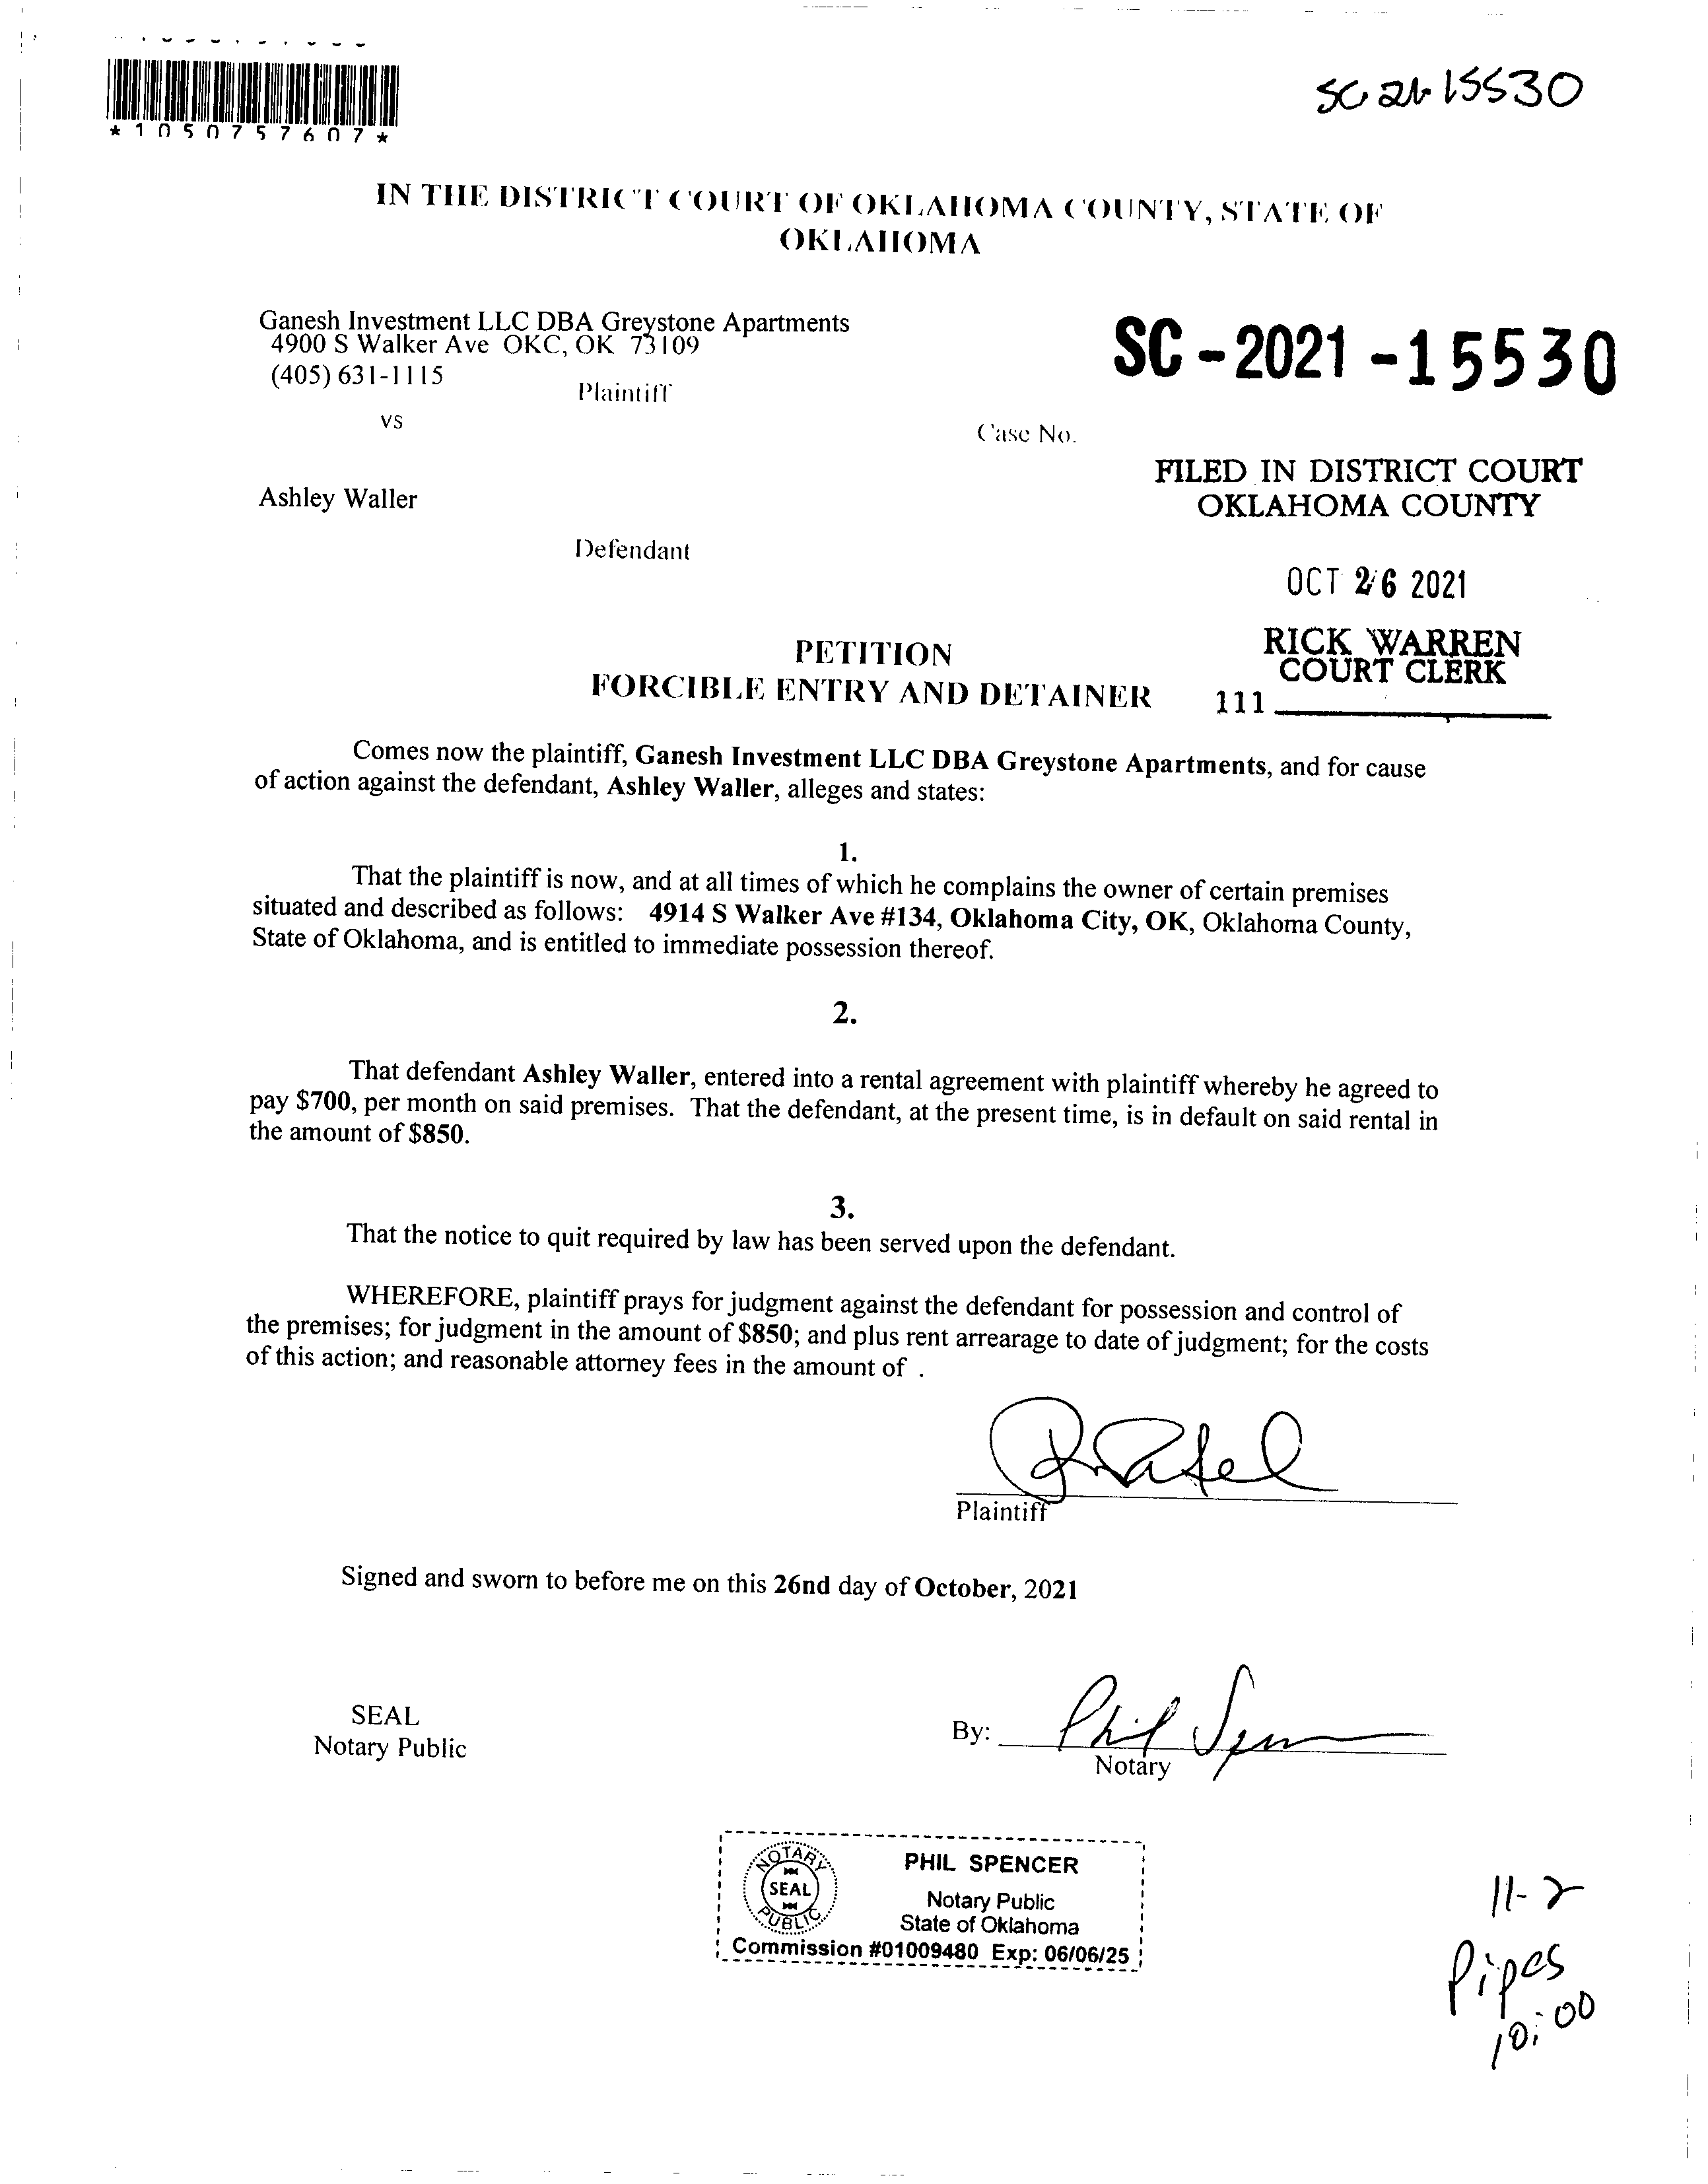 *1050757607*
SC 21-15530
IN THE DISTRICT COURT OF OKLAHOMA COUNTY, STATE OF
OKLAHOMA
Ganesh Investment LLC DBA Greystone Apartments
4900 S Walker Ave OKC, OK 73109
(405) 631-1115
Plaintiff
SC-2021-15530
vs
Case No.
FILED IN DISTRICT COURT
OKLAHOMA COUNTY
Ashley Waller
Defendant
OCT 26 2021
RICK WARREN
COURT CLERK
111
PETITION
FORCIBLE ENTRY AND DETAINER
Comes now the plaintiff, Ganesh Investment LLC DBA Greystone Apartments, and for cause
of action against the defendant, Ashley Waller, alleges and states:
1.
That the plaintiff is now, and at all times of which he complains the owner of certain premises
situated and described as follows: 4914 S Walker Ave #134, Oklahoma City, OK, Oklahoma County,
State of Oklahoma, and is entitled to immediate possession thereof.
2.
That defendant Ashley Waller, entered into a rental agreement with plaintiff whereby he agreed to
pay $700, per month on said premises. That the defendant, at the present time, is in default on said rental in
the amount of $850.
3.
That the notice to quit required by law has been served upon the defendant.
WHEREFORE, plaintiff prays for judgment against the defendant for possession and control of
the premises; for judgment in the amount of $850; and plus rent arrearage to date of judgment; for the costs
of this action; and reasonable attorney fees in the amount of .
R Patel
Plaintiff
Signed and sworn to before me on this 26nd day of October, 2021
SEAL
Notary Public
By: Phil Spencer
Notary
NOTARY PUBLIC
SEAL
PHIL SPENCER
Notary Public
State of Oklahoma
Commission #01009480 Exp: 06/06/25
11-2
Pipes
10:00